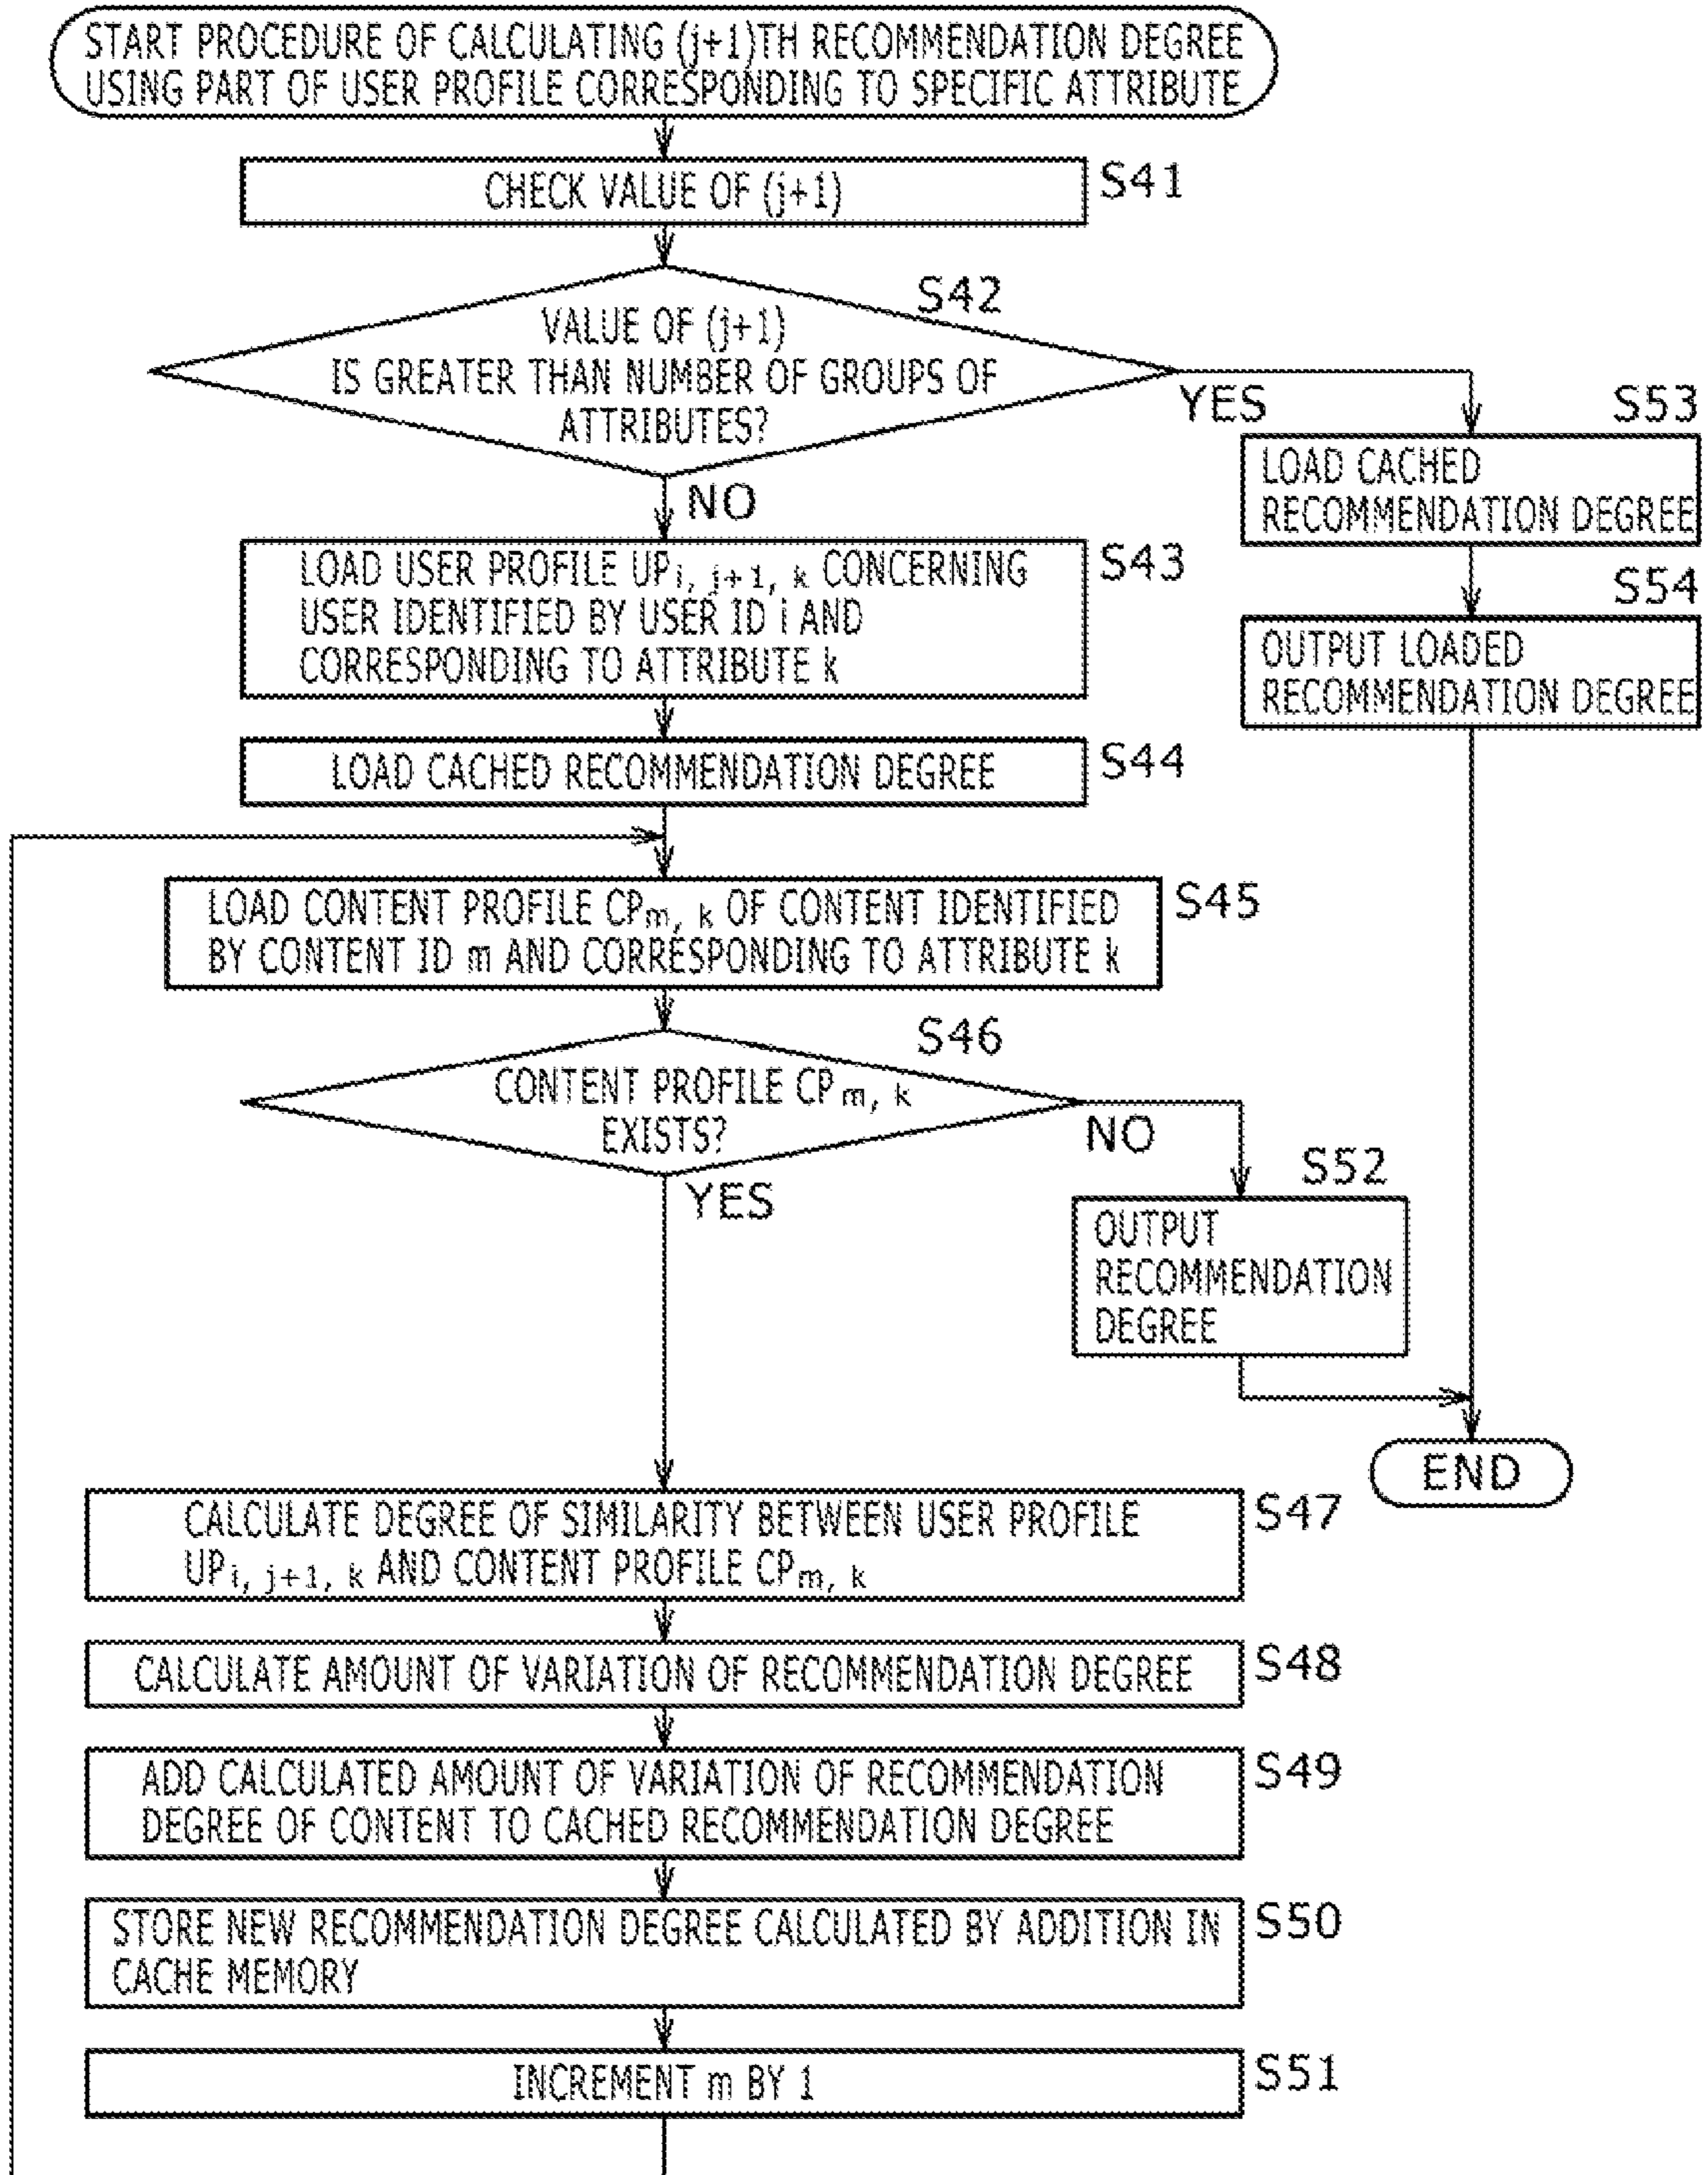 START PROCEDURE OF CALCULATING (j+1)TH RECOMMENDATION DEGREE
USING PART OF USER PROFILE CORRESPONDING TO SPECIFIC ATTRIBUTE
CHECK VALUE OF (j+1)
S41
S42
VALUE OF (j+1)
IS GREATER THAN NUMBER OF GROUPS OF
ATTRIBUTES?
YES
NO
S53
LOAD CACHED
RECOMMENDATION DEGREE
S43
LOAD USER PROFILE UPi, j+1, k CONCERNING
USER IDENTIFIED BY USER ID i AND
CORRESPONDING TO ATTRIBUTE k
S54
OUTPUT LOADED
RECOMMENDATION DEGREE
LOAD CACHED RECOMMENDATION DEGREE
S44
LOAD CONTENT PROFILE CPm, k OF CONTENT IDENTIFIED
BY CONTENT ID m AND CORRESPONDING TO ATTRIBUTE k
S45
S46
CONTENT PROFILE CPm, k
EXISTS?
NO
YES
S52
OUTPUT
RECOMMENDATION
DEGREE
END
CALCULATE DEGREE OF SIMILARITY BETWEEN USER PROFILE
UPi, j+1, k AND CONTENT PROFILE CPm, k
S47
CALCULATE AMOUNT OF VARIATION OF RECOMMENDATION DEGREE
S48
ADD CALCULATED AMOUNT OF VARIATION OF RECOMMENDATION
DEGREE OF CONTENT TO CACHED RECOMMENDATION DEGREE
S49
STORE NEW RECOMMENDATION DEGREE CALCULATED BY ADDITION IN
CACHE MEMORY
S50
INCREMENT m BY 1
S51